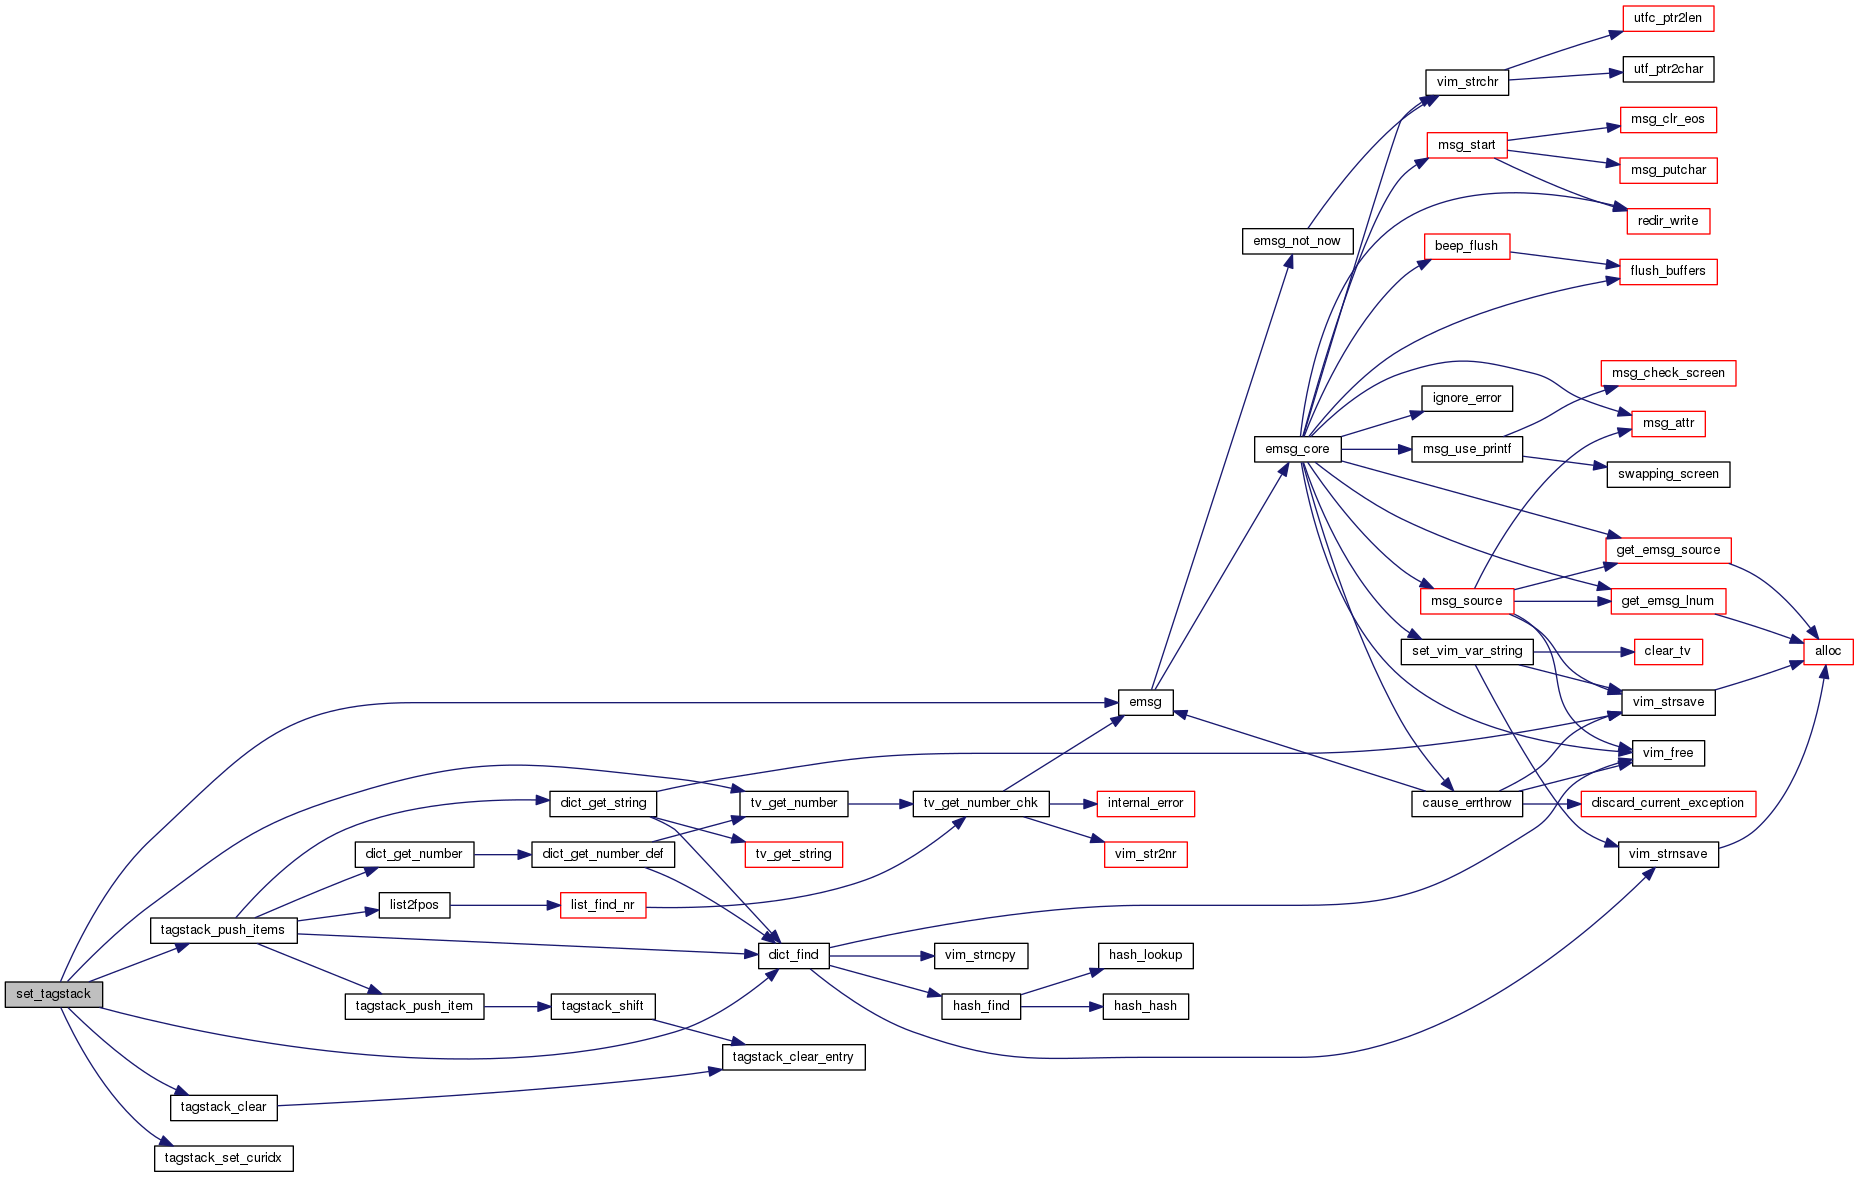 utfc_ptr2len
utf_ptr2char
vim_strchr
msg_clr_eos
msg_start
msg_putchar
redir_write
emsg_not_now
beep_flush
flush_buffers
msg_check_screen
ignore_error
msg_attr
emsg_core
msg_use_printf
swapping_screen
get_emsg_source
msg_source
get_emsg_lnum
set_vim_var_string
clear_tv
alloc
emsg
vim_strsave
vim_free
dict_get_string
tv_get_number
tv_get_number_chk
internal_error
cause_errthrow
discard_current_exception
dict_get_number
dict_get_number_def
tv_get_string
vim_str2nr
vim_strnsave
list2fpos
list_find_nr
tagstack_push_items
dict_find
vim_strncpy
hash_lookup
set_tagstack
tagstack_push_item
tagstack_shift
hash_find
hash_hash
tagstack_clear_entry
tagstack_clear
tagstack_set_curidx